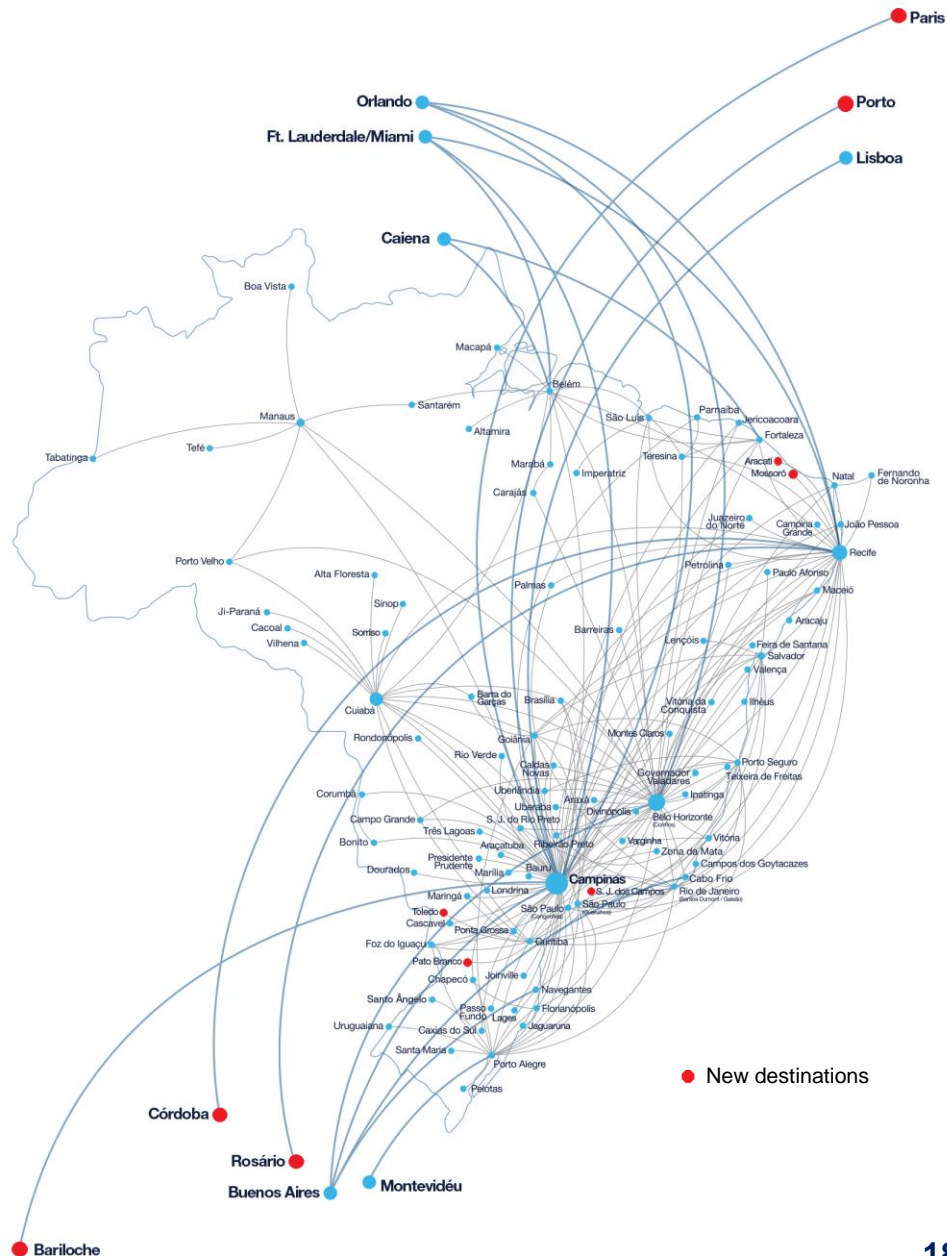 Paris
Orlando
Porto
Ft. Lauderdale/Miami
Lisboa
Caiena
Boa Vista
Macapá
Belém
Santarém
Manaus
São Luis
Parnaíba
Jericoacoara
Altamira
Fortaleza
Tefé
Tabatinga
Marabá
Imperatriz
Teresina
Aracati
Mossoró
Natal
Fernando
de Noronha
Carajás
Juazeiro
do Norte
Campina
Grande
João Pessoa
Recife
Porto Velho
Alta Floresta
Palmas
Petrolina
Paulo Afonso
Maceió
Sinop
Ji-Paraná
Cacoal
Sorriso
Vilhena
Barreiras
Aracaju
Lençóis
Feira de Santana
Salvador
Valença
Cuiabá
Barra do
Garças
Brasília
Vitória da
Conquista
Ilhéus
Rondonópolis
Goiânia
Montes Claros
Rio Verde
Caldas
Novas
Governador
Valadares
Porto Seguro
Teixeira de Freitas
Corumbá
Uberlândia
Uberaba
Araxá
Divinópolis
Ipatinga
Belo Horizonte
(Confins)
Campo Grande
S. J. do Rio Preto
Três Lagoas
Bonito
Araçatuba
Ribeirão Preto
Varginha
Zona da Mata
Vitória
Presidente
Prudente
Dourados
Marília
Bauru
Campos dos Goytacazes
Campinas
Cabo Frio
Maringá
Londrina
S. J. dos Campos
Rio de Janeiro
(Santos Dumont / Galeão)
São Paulo
(Congonhas)
São Paulo
(Guarulhos)
Toledo
Cascavel
Ponta Grossa
Foz do Iguaçu
Curitiba
Pato Branco
Chapecó
Joinville
Navegantes
Santo Ângelo
Passo
Fundo
Lages
Florianópolis
Uruguaiana
Caxias do Sul
Jaguaruna
Santa Maria
Porto Alegre
Pelotas
New destinations
Córdoba
Rosário
Buenos Aires
Montevidéu
Bariloche